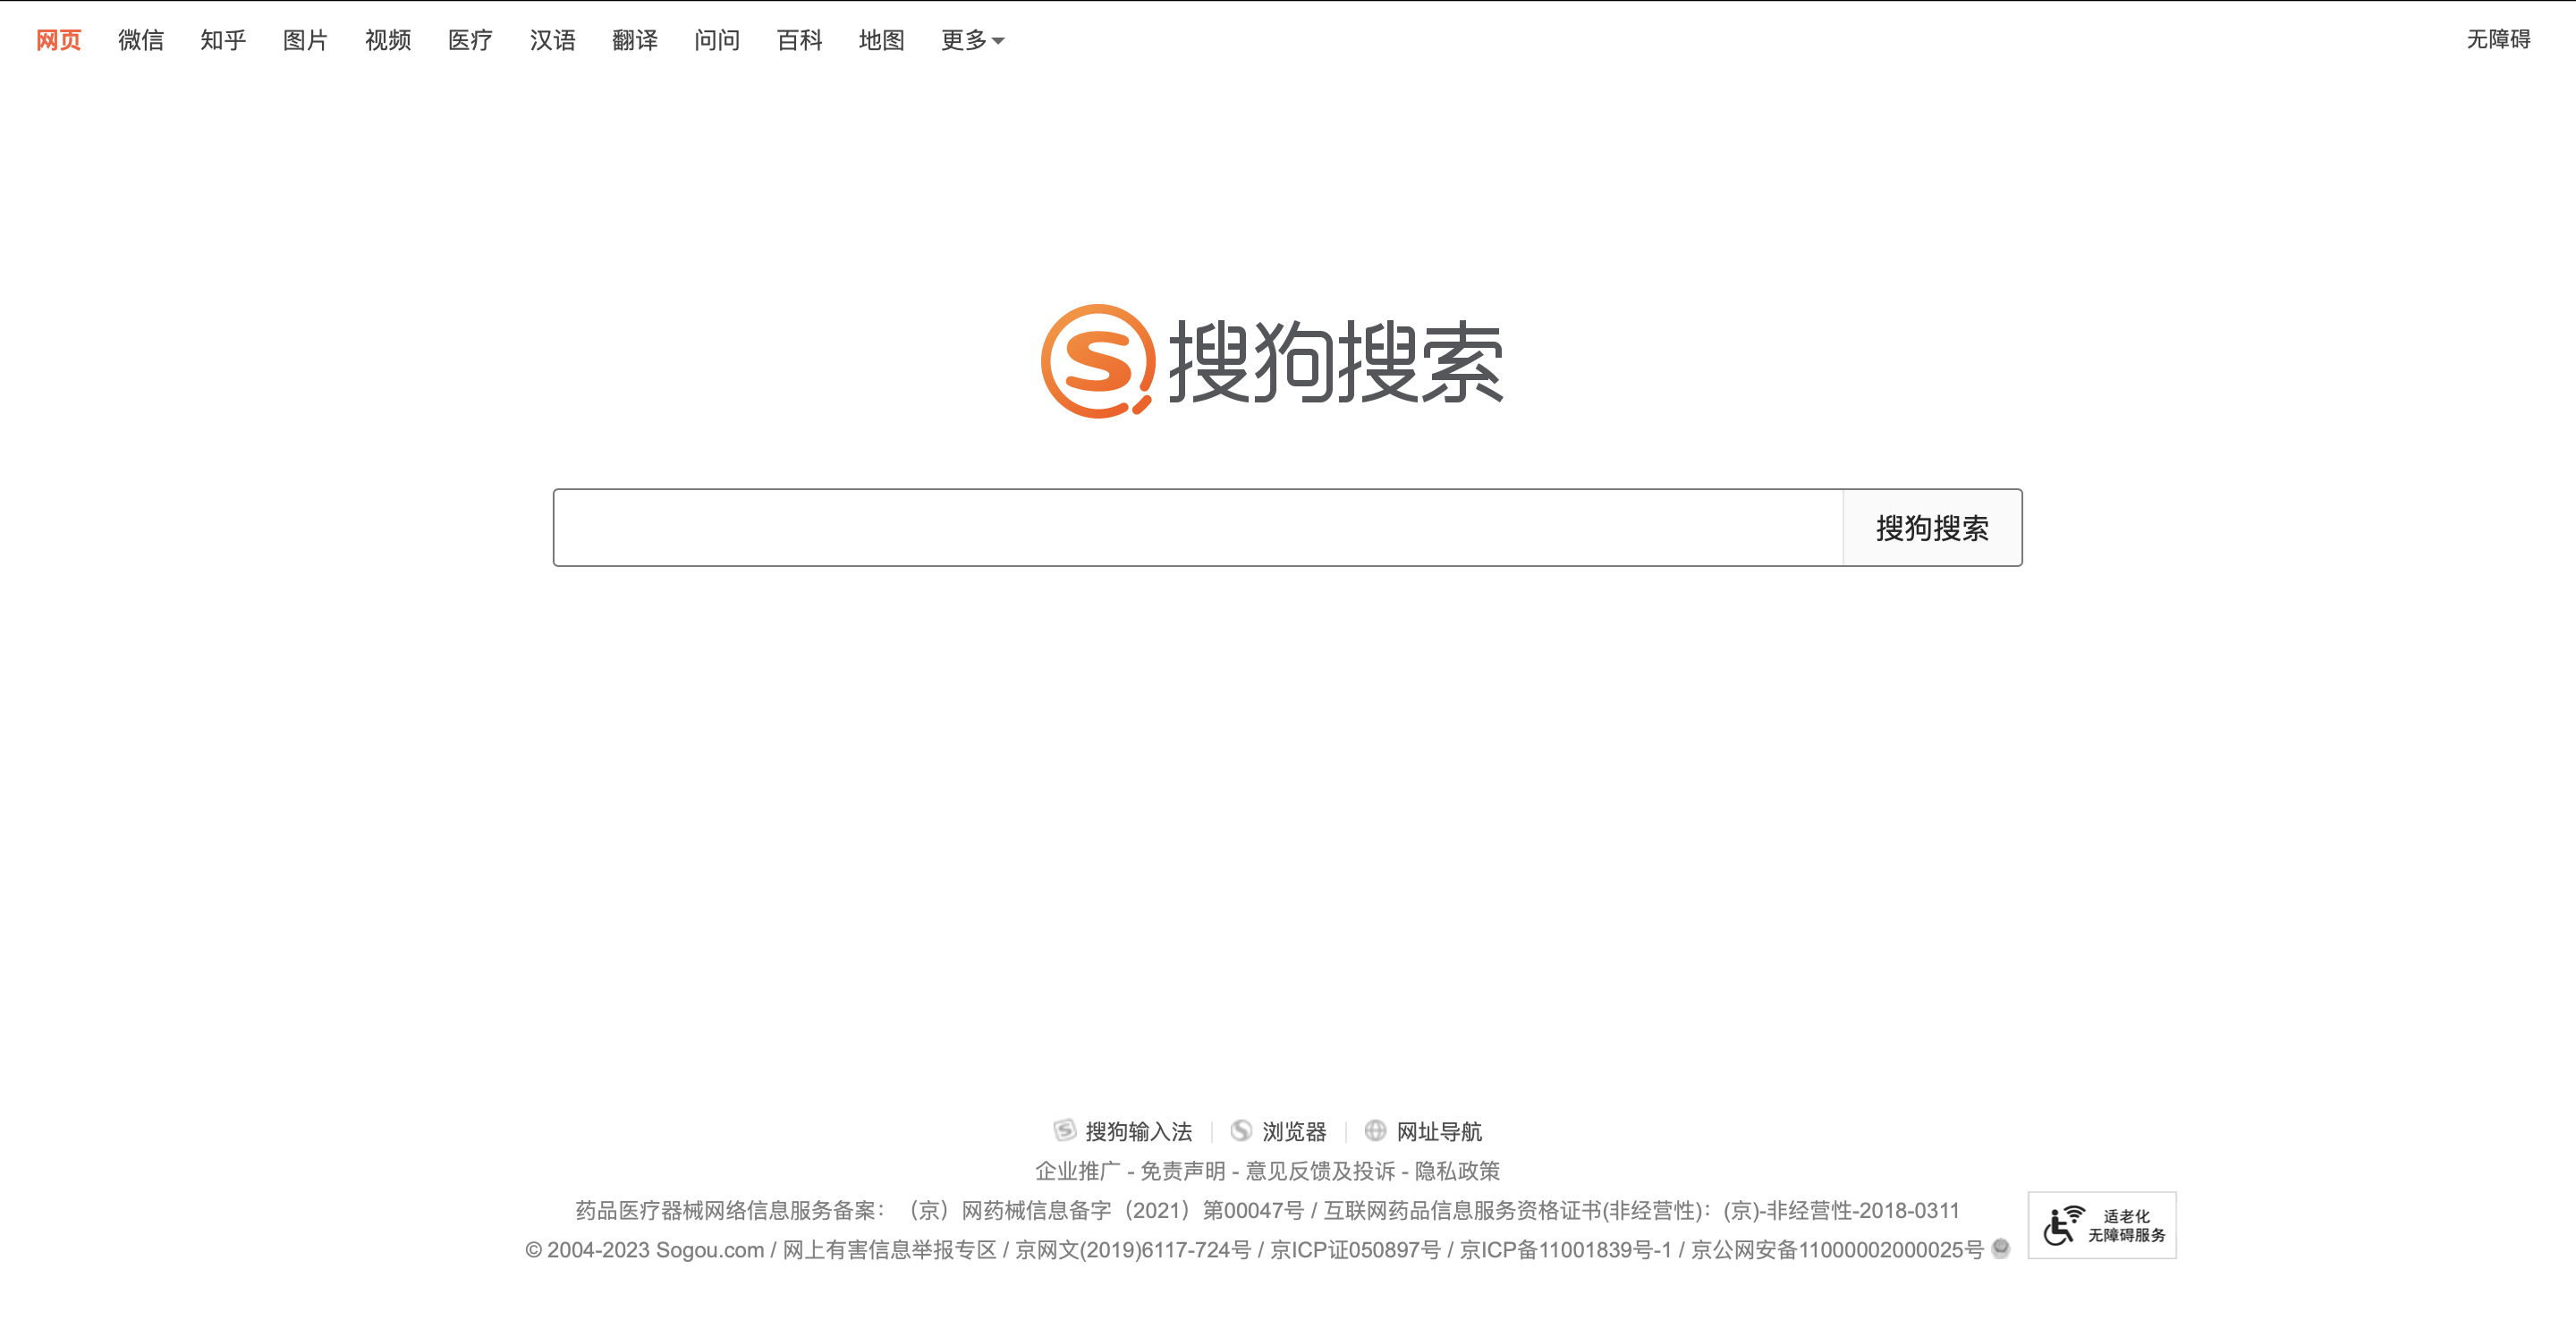 网页 微信 知乎 图片 视频 医疗 汉语 翻译 问问 百科 地图 更多 无障碍
搜狗搜索
搜狗搜索
搜狗输入法 浏览器 网址导航
企业推广 - 免责声明 - 意见反馈及投诉 - 隐私政策
药品医疗器械网络信息服务备案：（京）网药械信息备字（2021）第00047号 / 互联网药品信息服务资格证书(非经营性)：(京)-非经营性-2018-0311
© 2004-2023 Sogou.com / 网上有害信息举报专区 / 京网文(2019)6117-724号 / 京ICP证050897号 / 京ICP备11001839号-1 / 京公网安备11000002000025号
适老化
无障碍服务